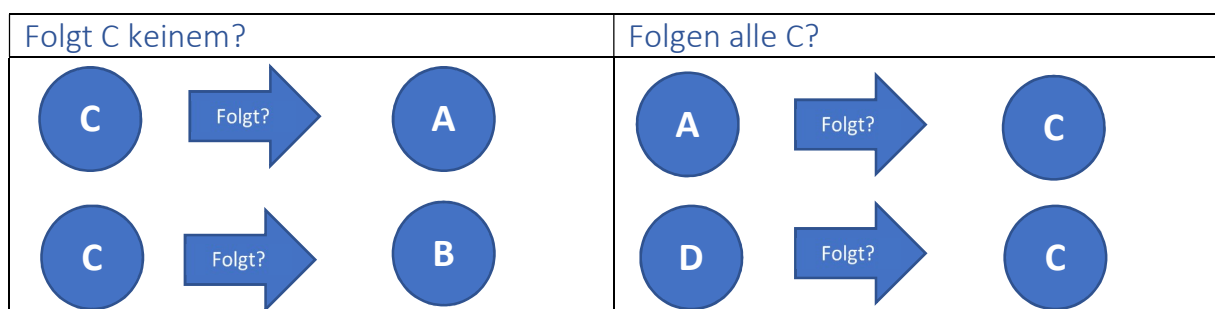 Folgt C keinem?
Folgen alle C?
C Folgt? A
A Folgt? C
C Folgt? B
D Folgt? C